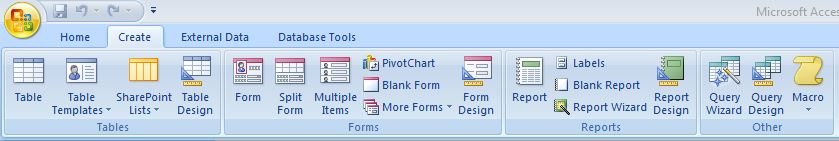 Microsoft Acce
Home Create External Data Database Tools
Table
Table Templates
SharePoint Lists
Table Design
Tables
Form
Split Form
Multiple Items
PivotChart
Blank Form
More Forms
Form Design
Forms
Report
Labels
Blank Report
Report Wizard
Report Design
Reports
Query Wizard
Query Design
Macro
Other